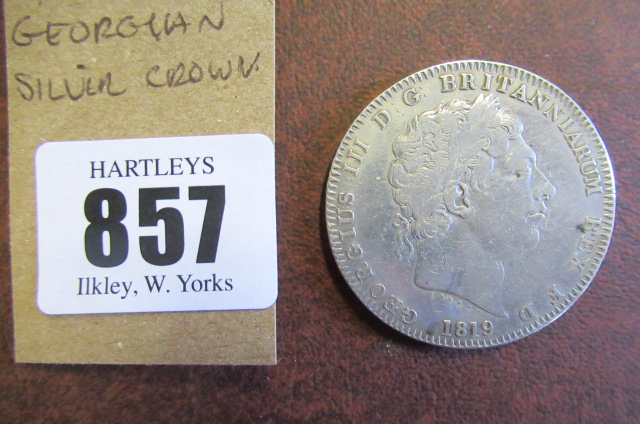 GEORGIAN
SILVER CROWN.
HARTLEYS
857
Ilkley, W. Yorks
GEORGIUS III D: G: BRITANNIARUM REX F: D:
1819